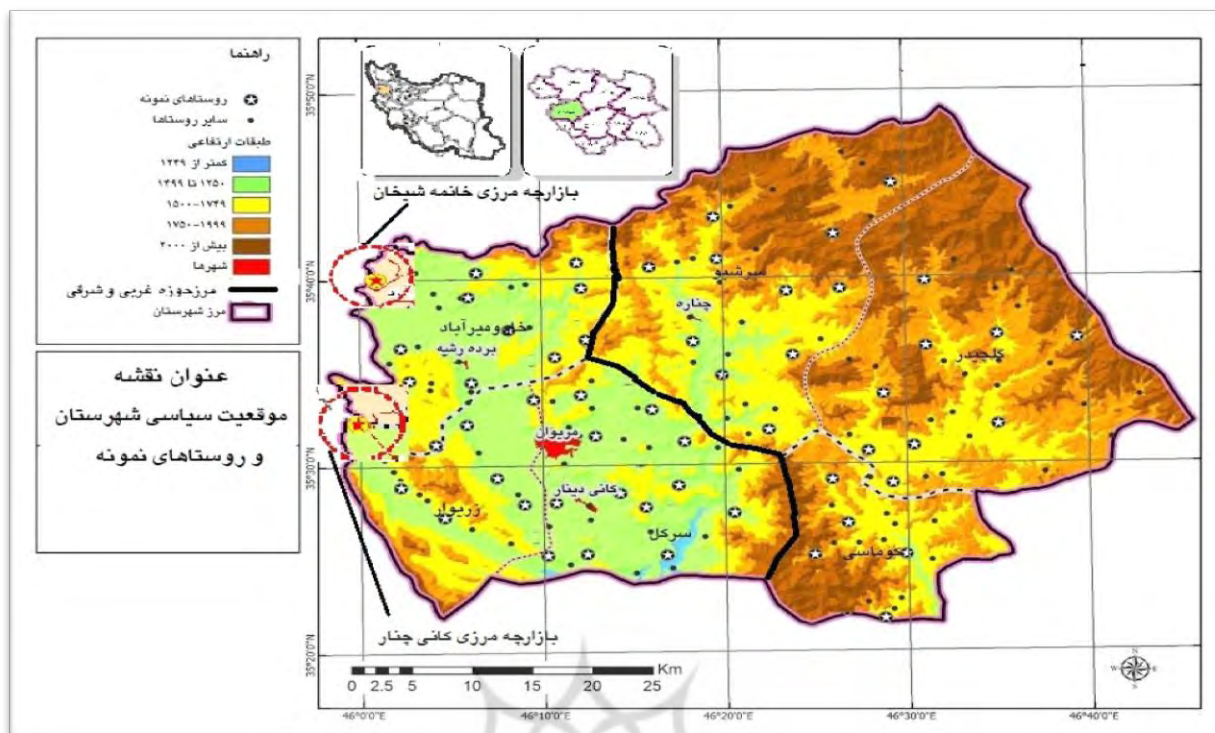 راهنما
روستاهای نمونه
سایر روستاها
طبقات ارتفاعی
کمتر از ۱۲۴۹
۱۲۵۰ تا ۱۴۹۹
۱۵۰۰-۱۷۴۹
۱۷۵۰-۱۹۹۹
بیش از ۲۰۰۰
شهرها
مرزحوزه غربی و شرقی
مرز شهرستان
عنوان نقشه
موقعیت سیاسی شهرستان
و روستاهای نمونه
بازارچه مرزی خانمه شیخان
سرشیو
چناره
خاوومیرآباد
برده رشه
گلچیدر
مریوان
کانی دینار
زریوار
سرکل
کوماسی
بازارچه مرزی کانی چنار
35°50'0"N
35°40'0"N
35°30'0"N
35°20'0"N
0 2.5 5 10 15 20 25 Km
46°0'0"E 46°10'0"E 46°20'0"E 46°30'0"E 46°40'0"E
N
W E
S